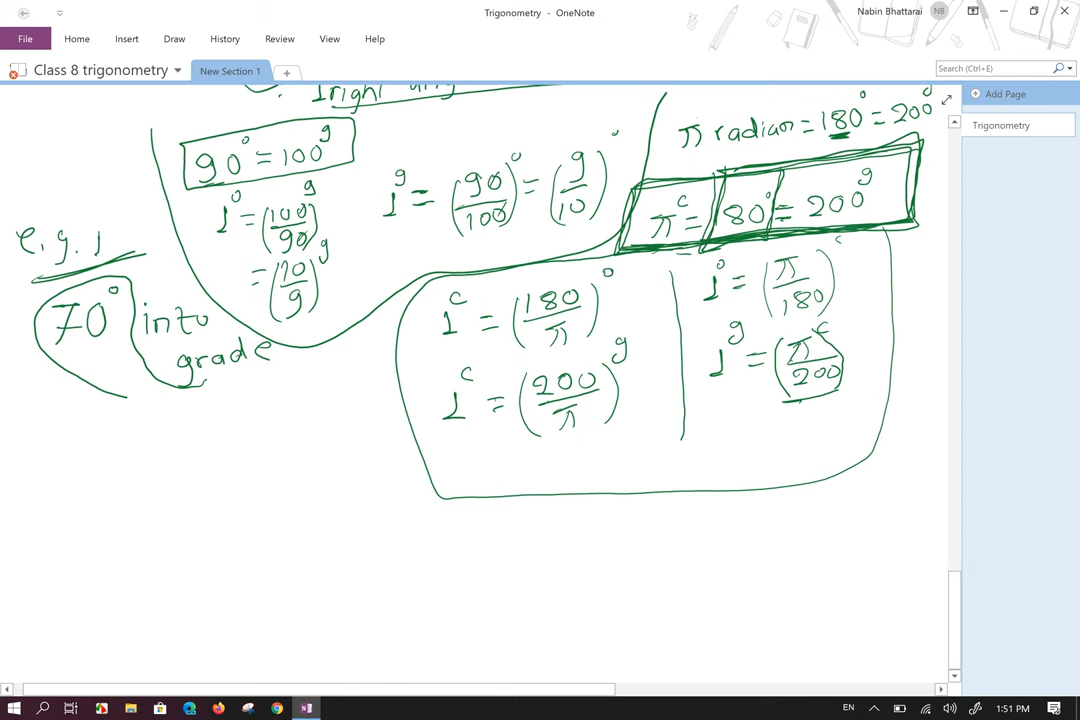 Trigonometry - OneNote
Nabin Bhattarai NB
File Home Insert Draw History Review View Help
Class 8 trigonometry New Section 1
Search (Ctrl+E)
Add Page
Trigonometry
1right
90° = 100^g
1° = (100/90)^g
= (10/9)^g
1^g = (90/100)° = (9/10)°
π radian = 180° = 200^g
π^c = 180° = 200^g
e.g. 1
70° into
grade
1^c = (180/π)°
1^c = (200/π)^g
1° = (π/180)^c
1^g = (π/200)^c
EN 1:51 PM